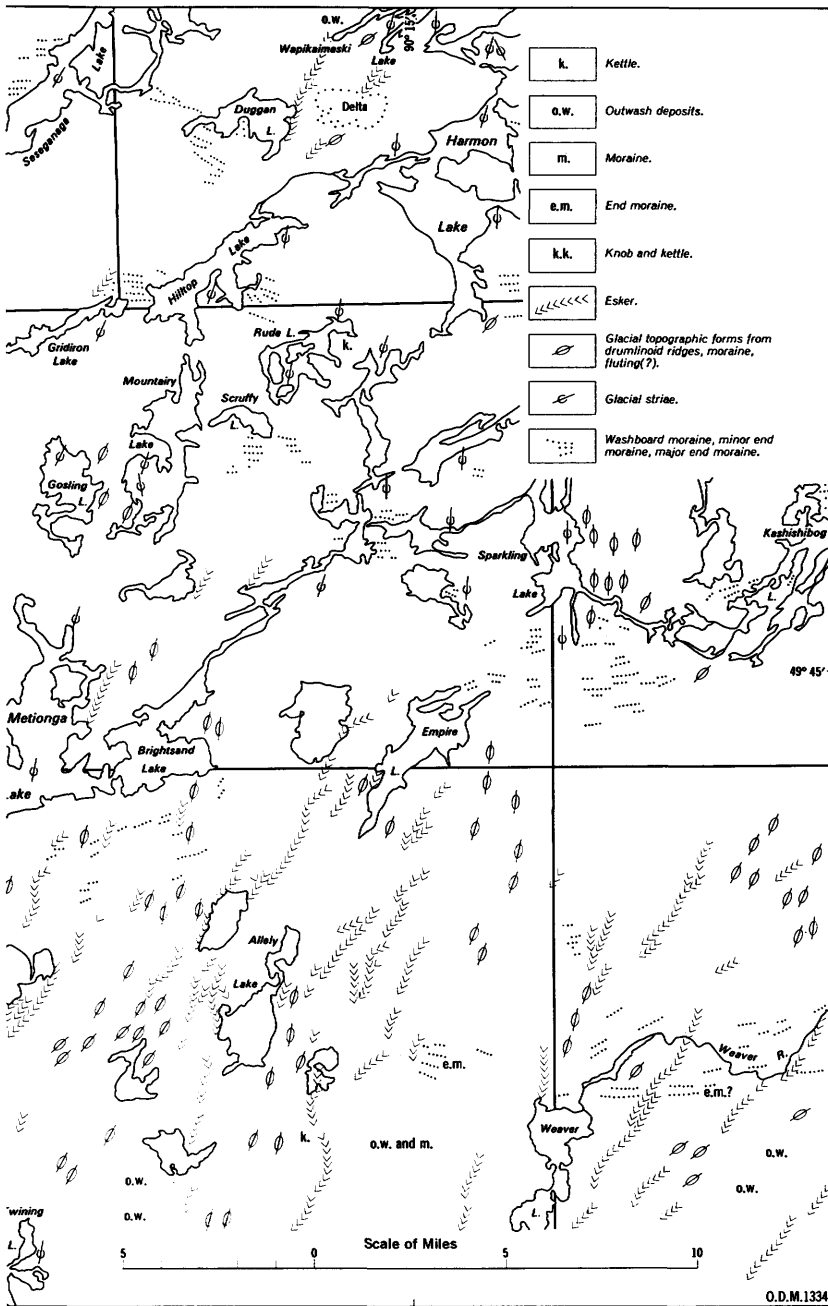 o.w.
90° 15′
Wapikaimaski
Lake
Lake
Seseganaga
Duggan
L.
Delta
Harmon
Lake
Hilltop
Lake
Gridiron
Lake
Rude L.
k.
Mountairy
Lake
Scruffy
L.
Gosling
L.
Sparkling
Lake
Kashishibog
L.
49° 45′
Metionga
ake
Brightsand
Lake
Empire
L.
Allely
Lake
e.m.
Weaver R.
e.m.?
k.
o.w. and m.
Weaver
L.
o.w.
o.w.
o.w.
o.w.
wining
L.
k. Kettle.
o.w. Outwash deposits.
m. Moraine.
e.m. End moraine.
k.k. Knob and kettle.
Esker.
Glacial topographic forms from
drumlinoid ridges, moraine,
fluting(?).
Glacial striae.
Washboard moraine, minor end
moraine, major end moraine.
Scale of Miles
5 0 5 10
O.D.M.1334